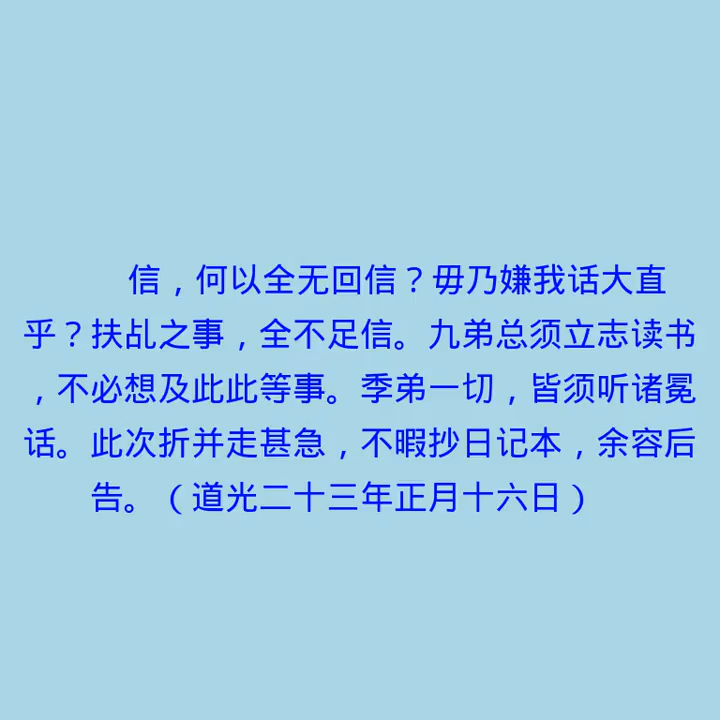 信，何以全无回信？毋乃嫌我话大直
乎？扶乩之事，全不足信。九弟总须立志读书
，不必想及此此等事。季弟一切，皆须听诸冕
话。此次折并走甚急，不暇抄日记本，余容后
告。（道光二十三年正月十六日）